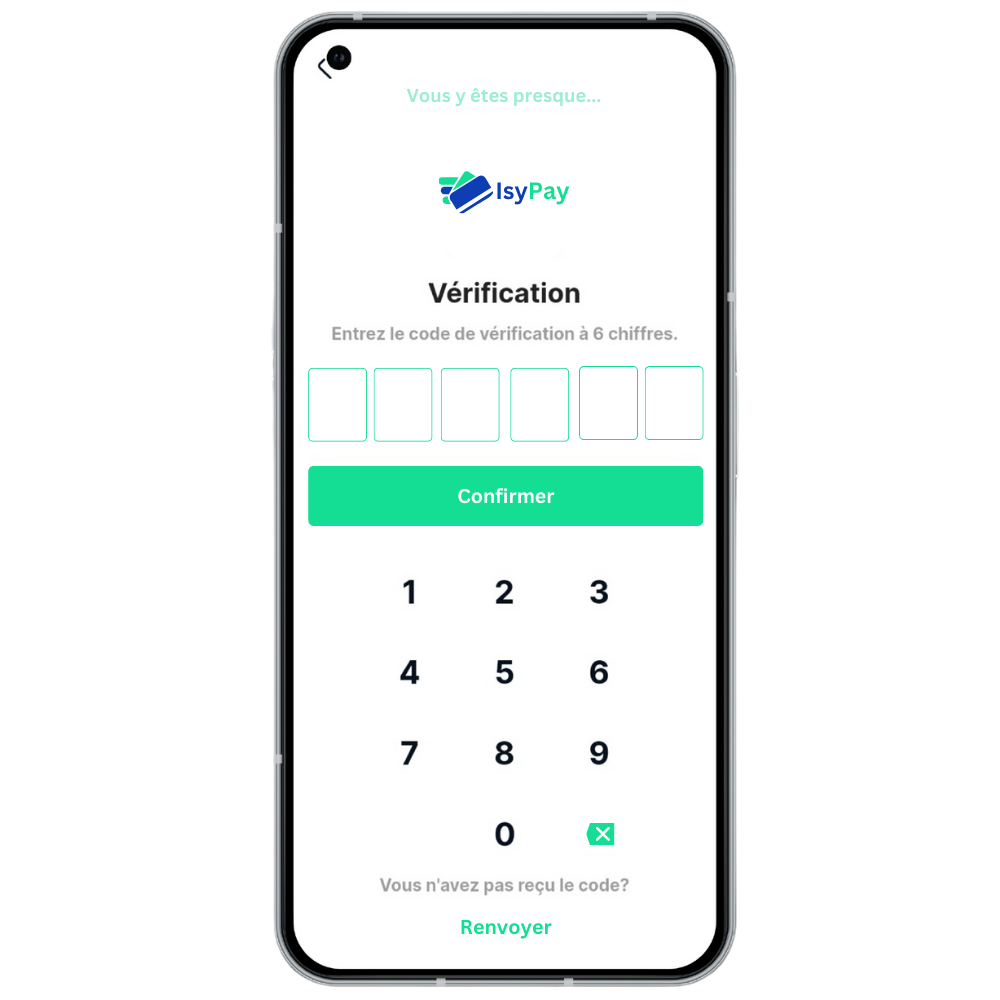 Vous y êtes presque...
IsyPay
Vérification
Entrez le code de vérification à 6 chiffres.
Confirmer
1 2 3
4 5 6
7 8 9
0
Vous n'avez pas reçu le code?
Renvoyer